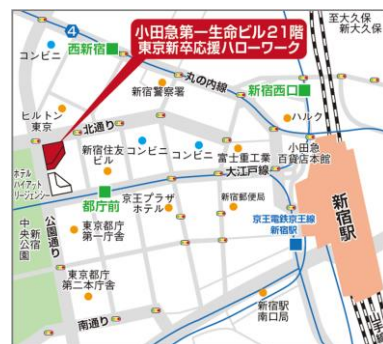 小田急第一生命ビル21階
東京新卒応援ハローワーク
至大久保
新大久保
4
西新宿
コンビニ
丸の内線
新宿警察署
新宿西口
ハルク
ヒルトン
東京
北通り
小田急
百貨店本館
新宿住友
ビル
コンビニ
コンビニ
富士重工業
大江戸線
ホテル
ハイアット
リージェンシー
都庁前
京王プラザ
ホテル
新宿郵便局
京王電鉄京王線
新宿駅
新宿駅
公園通り
新宿
中央公園
東京都庁
第一庁舎
東京都庁
第二本庁舎
新宿駅
南口局
南通り
山手線